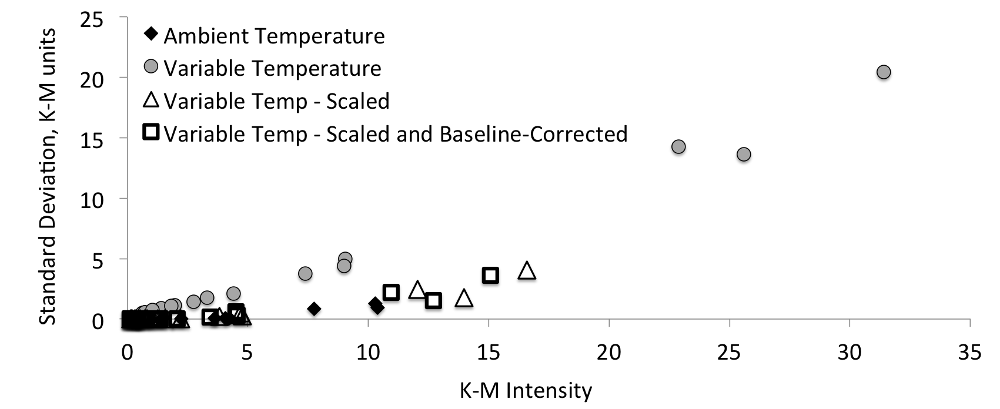 Standard Deviation, K-M units
25
20
15
10
5
0
Ambient Temperature
Variable Temperature
Variable Temp - Scaled
Variable Temp - Scaled and Baseline-Corrected
0 5 10 15 20 25 30 35
K-M Intensity